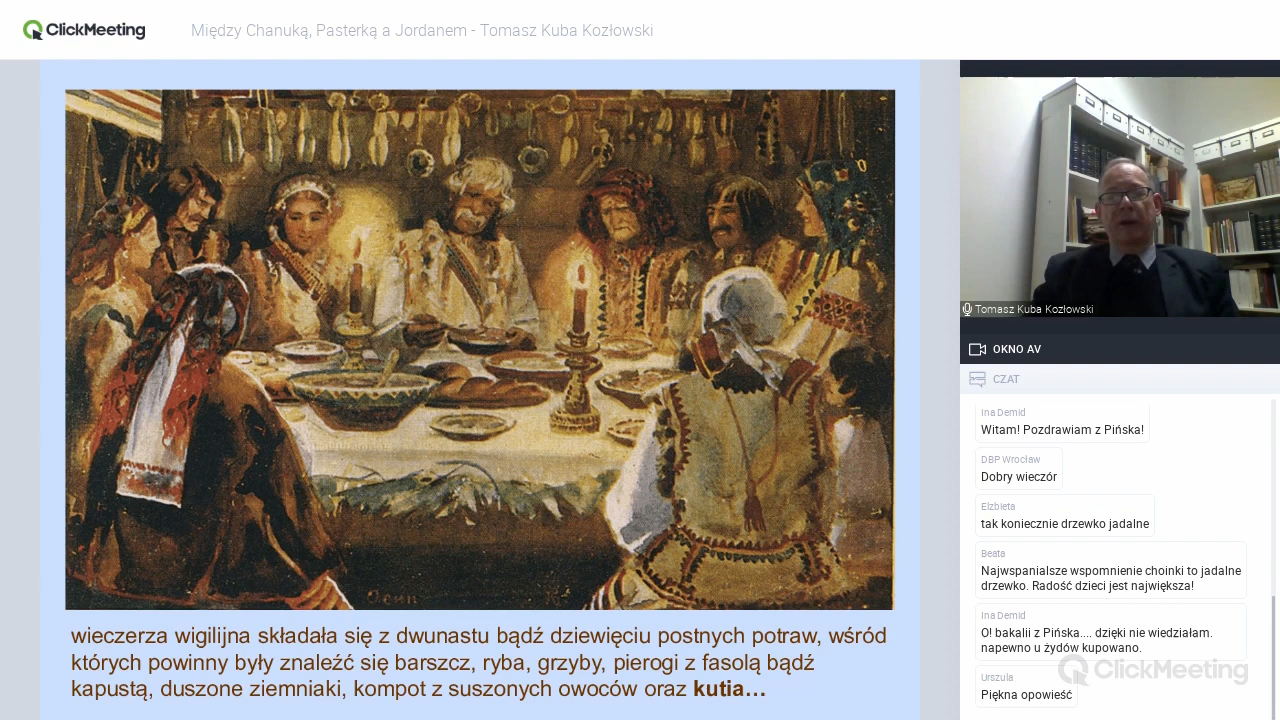 ClickMeeting
Między Chanuką, Pasterką a Jordanem - Tomasz Kuba Kozłowski
wieczerza wigilijna składała się z dwunastu bądź dziewięciu postnych potraw, wśród
których powinny były znaleźć się barszcz, ryba, grzyby, pierogi z fasolą bądź
kapustą, duszone ziemniaki, kompot z suszonych owoców oraz kutia...
Tomasz Kuba Kozłowski
OKNO AV
CZAT
Ina Demid
Witam! Pozdrawiam z Pińska!
DBP Wrocław
Dobry wieczór
Elżbieta
tak koniecznie drzewko jadalne
Beata
Najwspanialsze wspomnienie choinki to jadalne
drzewko. Radość dzieci jest największa!
Ina Demid
O! bakalii z Pińska.... dzięki nie wiedziałam.
napewno u żydów kupowano.
Urszula
Piękna opowieść
ClickMeeting